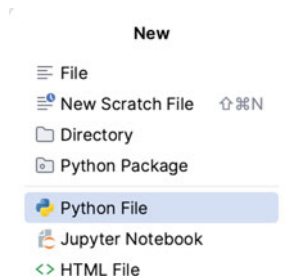 New
File
New Scratch File ⇧⌘N
Directory
Python Package
Python File
Jupyter Notebook
HTML File